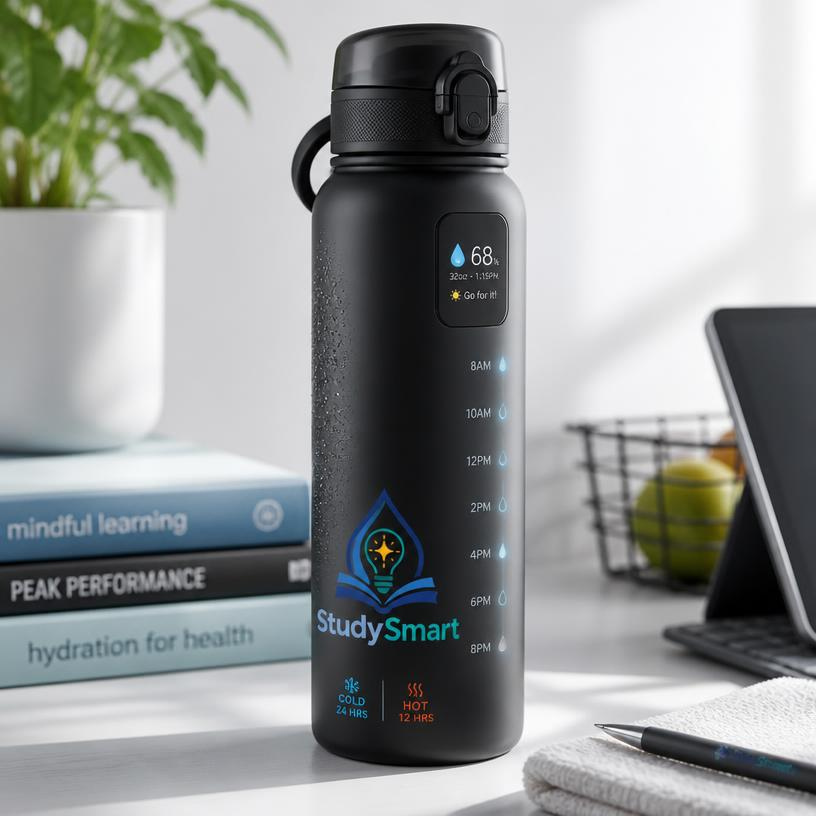 68%
32oz - 1:15PM
Go for it!
8AM
10AM
12PM
2PM
4PM
6PM
8PM
StudySmart
COLD
24 HRS
HOT
12 HRS
mindful learning
PEAK PERFORMANCE
hydration for health
StudySmart